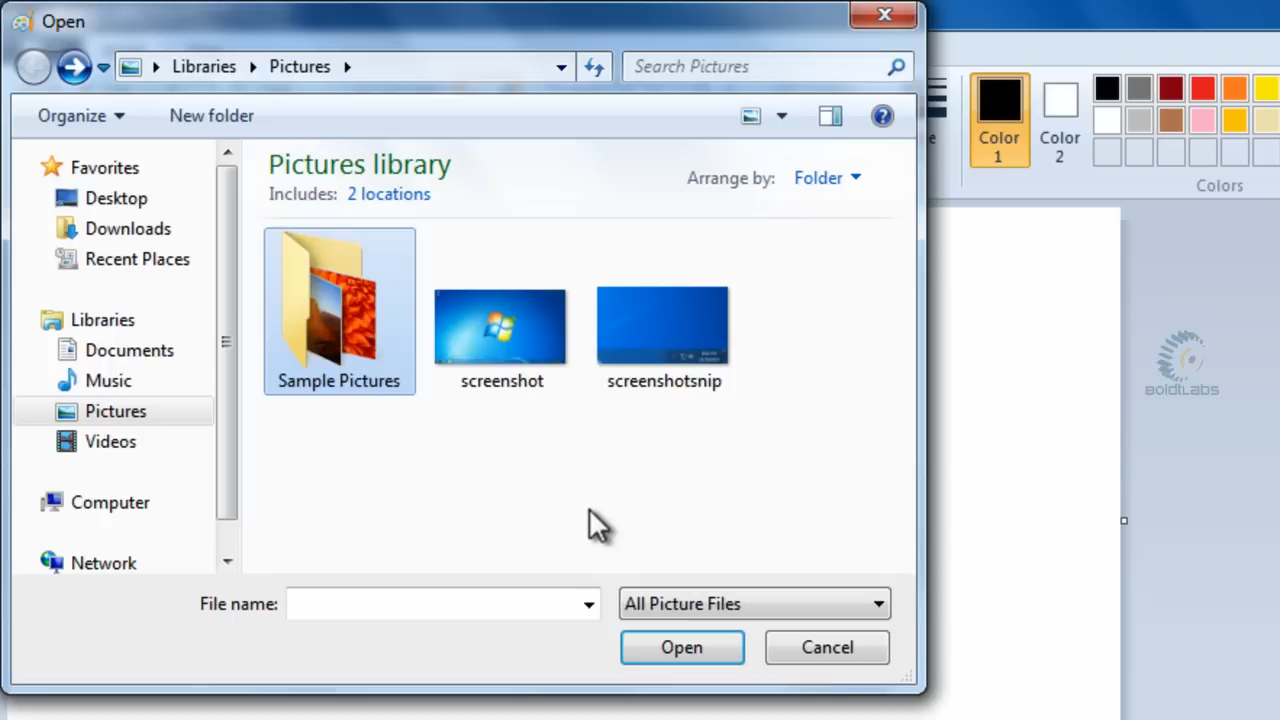 Open
Libraries
Pictures
Search Pictures
Organize
New folder
Favorites
Desktop
Downloads
Recent Places
Libraries
Documents
Music
Pictures
Videos
Computer
Network
Pictures library
Includes: 2 locations
Arrange by: Folder
Sample Pictures
screenshot
screenshotsnip
File name:
All Picture Files
Open
Cancel
Color
1
Color
2
Colors
BOLDTLABS